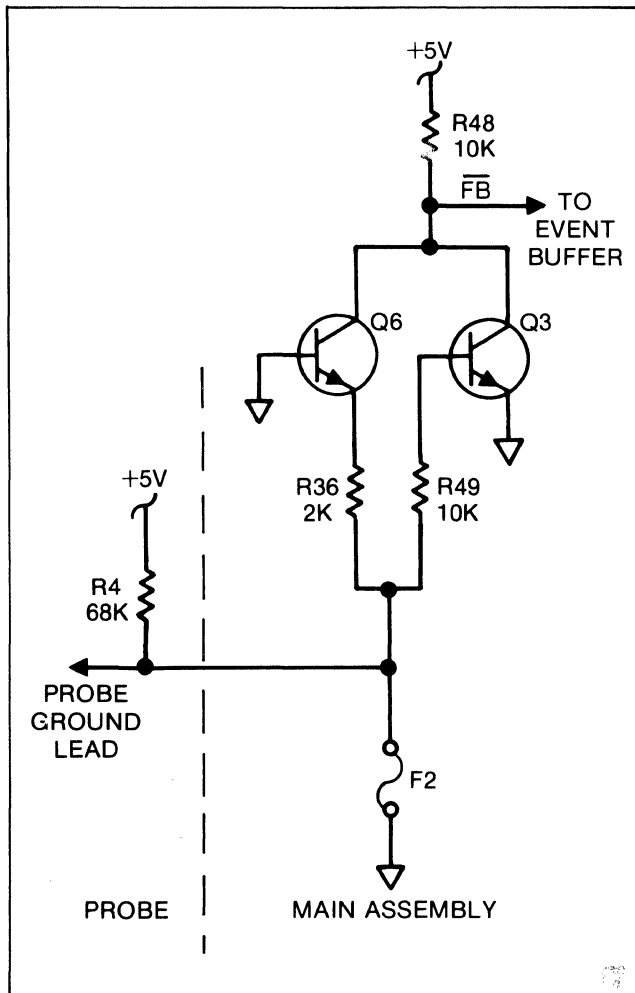 +5V
R48
10K
F̅B̅
TO
EVENT
BUFFER
Q6
Q3
+5V
R36
2K
R49
10K
R4
68K
PROBE
GROUND
LEAD
F2
PROBE
MAIN ASSEMBLY